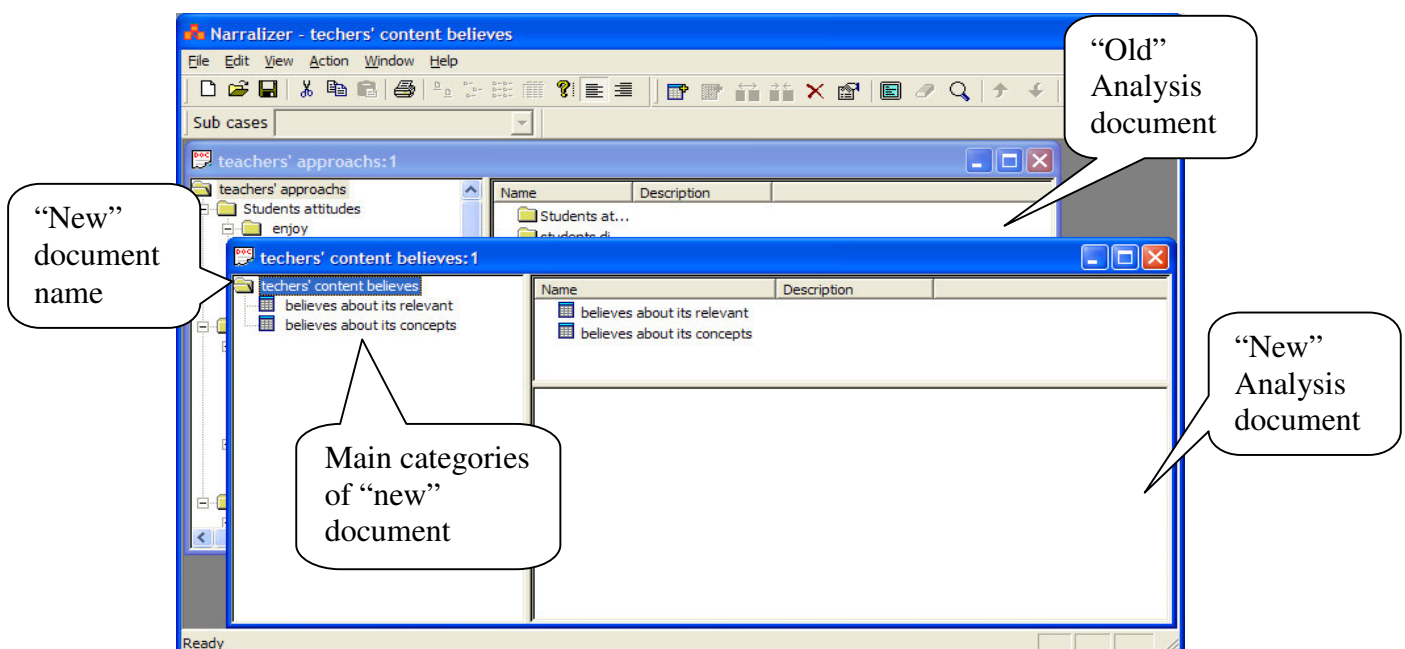 Narralizer - techers' content believes
File Edit View Action Window Help
Sub cases
teachers' approachs:1
teachers' approachs
Students attitudes
enjoy
Name Description
Students at...
techers' content believes:1
techers' content believes
believes about its relevant
believes about its concepts
Name Description
believes about its relevant
believes about its concepts
Ready
“Old”
Analysis
document
“New”
document
name
Main categories
of “new”
document
“New”
Analysis
document